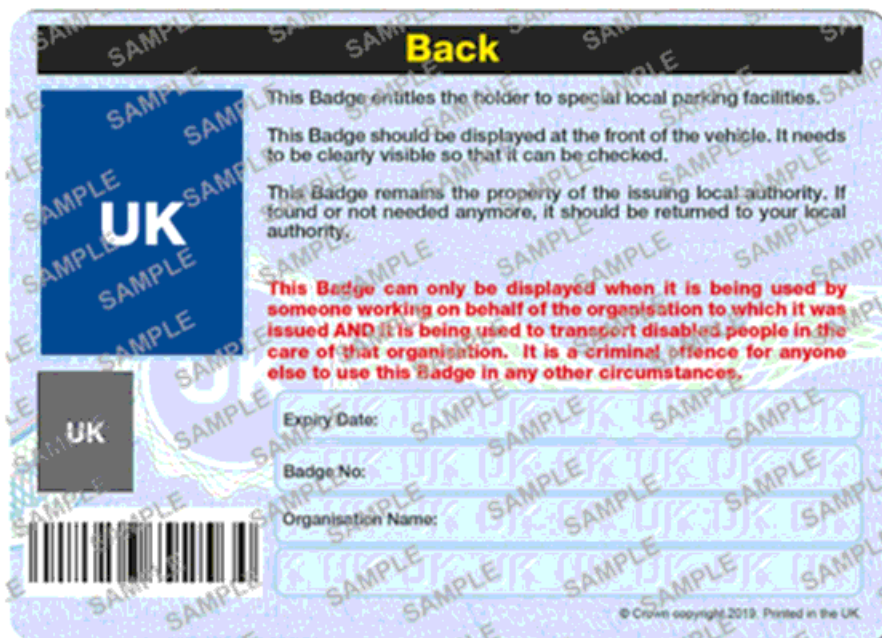 Back
This Badge entitles the holder to special local parking facilities.
This Badge should be displayed at the front of the vehicle. It needs
to be clearly visible so that it can be checked.
This Badge remains the property of the issuing local authority. If
found or not needed anymore, it should be returned to your local
authority.
UK
This Badge can only be displayed when it is being used by
someone working on behalf of the organisation to which it was
issued AND it is being used to transport disabled people in the
care of that organisation. It is a criminal offence for anyone
else to use this Badge in any other circumstances.
UK
UK
Expiry Date:
Badge No:
Organisation Name:
© Crown copyright 2019. Printed in the UK.
SAMPLE